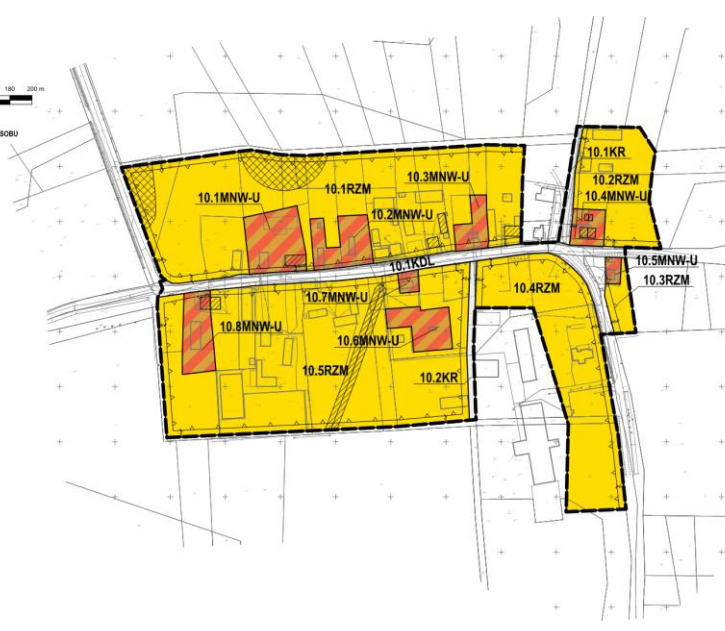 180 200 m
SOBU
10.1KR
10.2RZM
10.4MNW-U
10.3MNW-U
10.1RZM
10.1MNW-U
10.2MNW-U
10.1KDL
10.5MNW-U
10.3RZM
10.4RZM
10.7MNW-U
10.8MNW-U
10.6MNW-U
10.5RZM
10.2KR